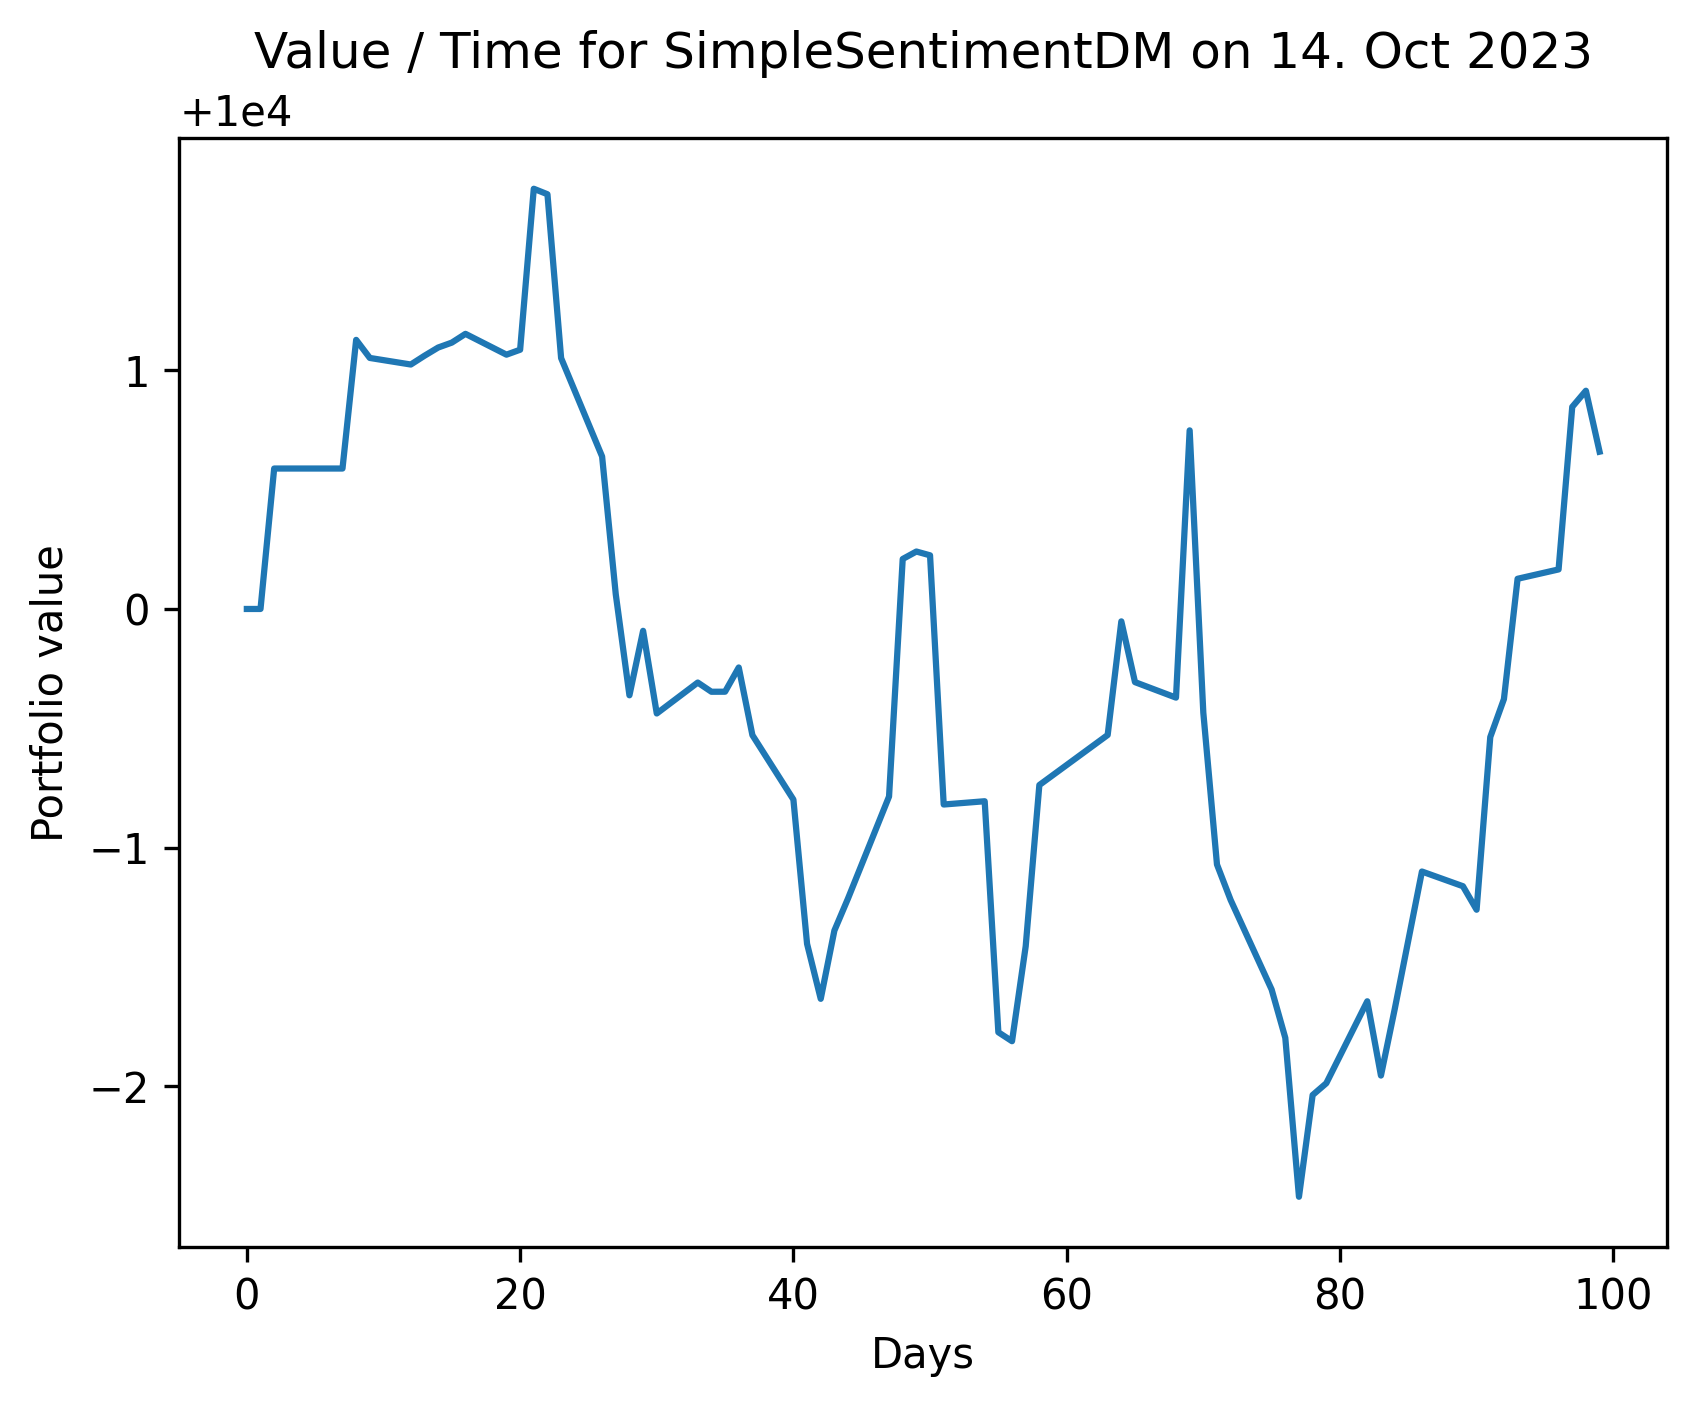 Value / Time for SimpleSentimentDM on 14. Oct 2023
+1e4
1
0
−1
−2
Portfolio value
0 20 40 60 80 100
Days